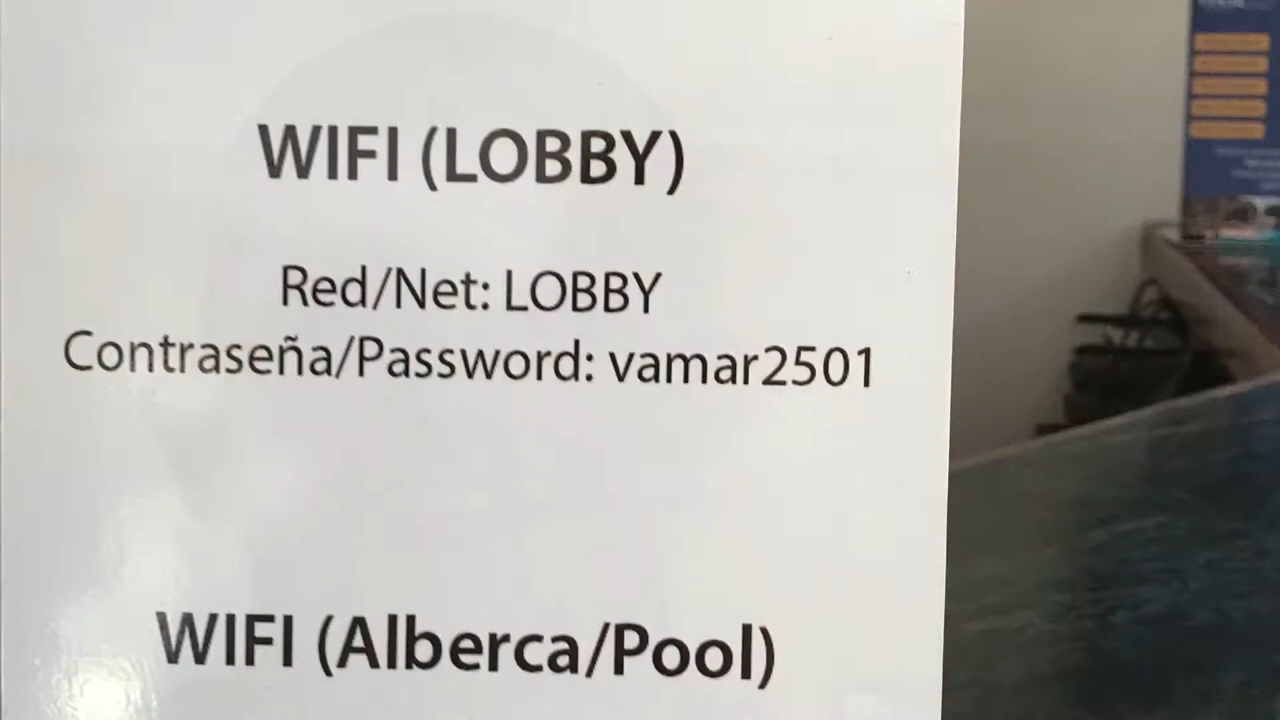 WIFI (LOBBY)
Red/Net: LOBBY
Contraseña/Password: vamar2501
WIFI (Alberca/Pool)